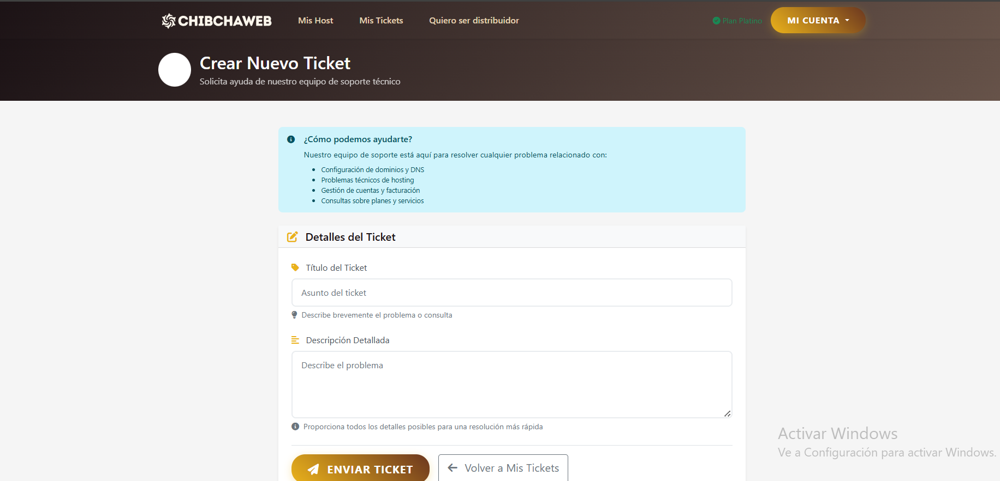 CHIBCHAWEB Mis Host Mis Tickets Quiero ser distribuidor Plan Platino MI CUENTA
Crear Nuevo Ticket
Solicita ayuda de nuestro equipo de soporte técnico
¿Cómo podemos ayudarte?
Nuestro equipo de soporte está aquí para resolver cualquier problema relacionado con:
Configuración de dominios y DNS
Problemas técnicos de hosting
Gestión de cuentas y facturación
Consultas sobre planes y servicios
Detalles del Ticket
Título del Ticket
Asunto del ticket
Describe brevemente el problema o consulta
Descripción Detallada
Describe el problema
Proporciona todos los detalles posibles para una resolución más rápida
ENVIAR TICKET Volver a Mis Tickets
Activar Windows
Ve a Configuración para activar Windows.